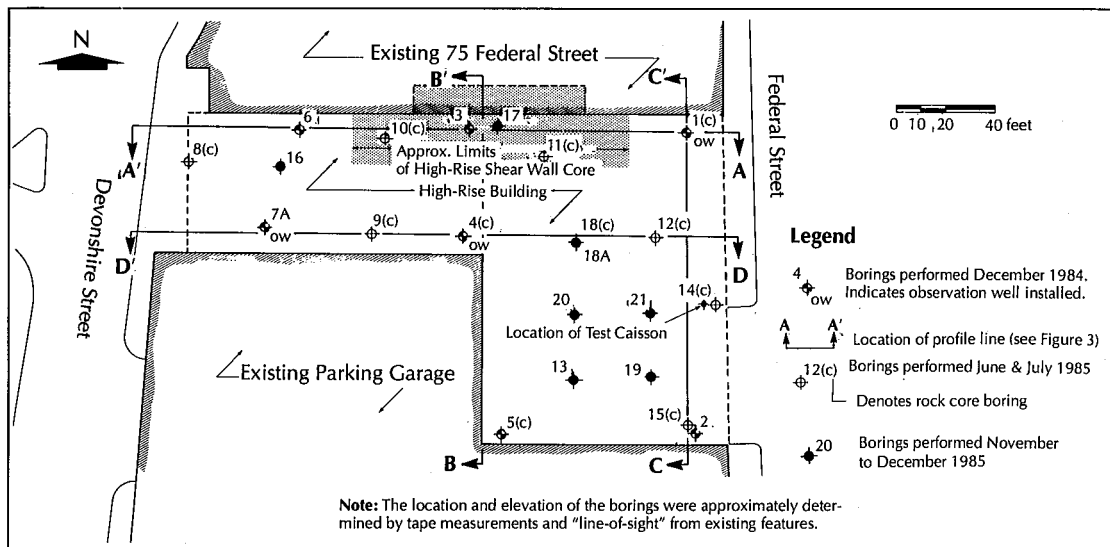 N
Existing 75 Federal Street
B'
C'
Federal Street
0 10 20 40 feet
6
10(c)
3
17
1(c)
OW
A'
8(c)
16
Approx. Limits
11(c)
of High-Rise Shear Wall Core
A
High-Rise Building
Devonshire Street
7A
OW
9(c)
4(c)
OW
18(c)
18A
12(c)
D'
D
20
21
14(c)
Location of Test Caisson
Existing Parking Garage
13
19
5(c)
15(c)
2
B
C
Legend
4
OW
Borings performed December 1984.
Indicates observation well installed.
A A'
Location of profile line (see Figure 3)
12(c)
Borings performed June & July 1985
Denotes rock core boring
20
Borings performed November
to December 1985
Note: The location and elevation of the borings were approximately deter-
mined by tape measurements and "line-of-sight" from existing features.